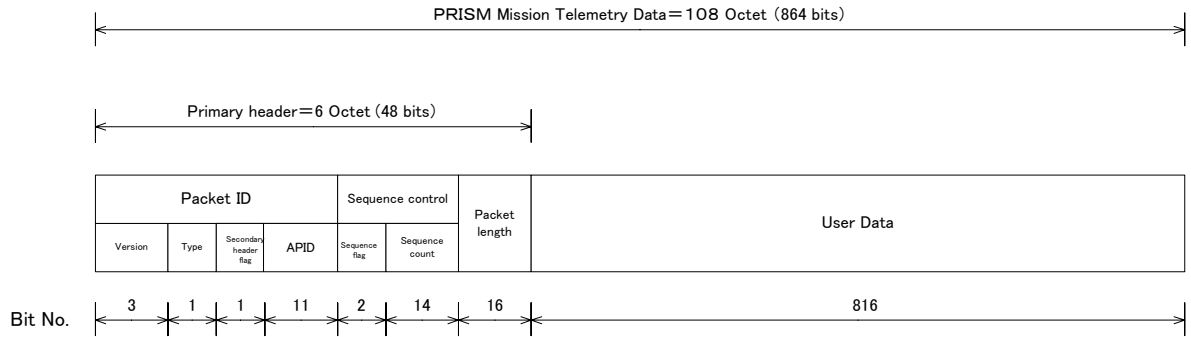 PRISM Mission Telemetry Data＝108 Octet (864 bits)
Primary header＝6 Octet (48 bits)
Packet ID
Sequence control
Packet
length
User Data
Version
Type
Secondary
header
flag
APID
Sequence
flag
Sequence
count
Bit No.
3
1
1
11
2
14
16
816